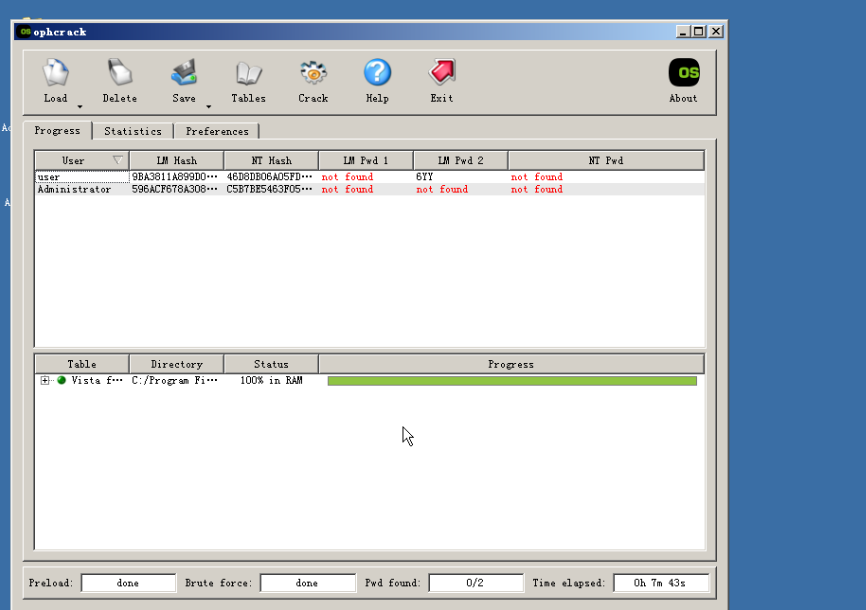 OS ophcrack
Load Delete Save Tables Crack Help Exit About
OS
Progress Statistics Preferences
User LM Hash NT Hash LM Pwd 1 LM Pwd 2 NT Pwd
user 9BA3811A899D0··· 46D8DB06A05FD··· not found 6YY not found
Administrator 596ACF678A308··· C5B7BE5463F05··· not found not found not found
Table Directory Status Progress
Vista f··· C:/Program Fi··· 100% in RAM
Preload: done Brute force: done Pwd found: 0/2 Time elapsed: 0h 7m 43s